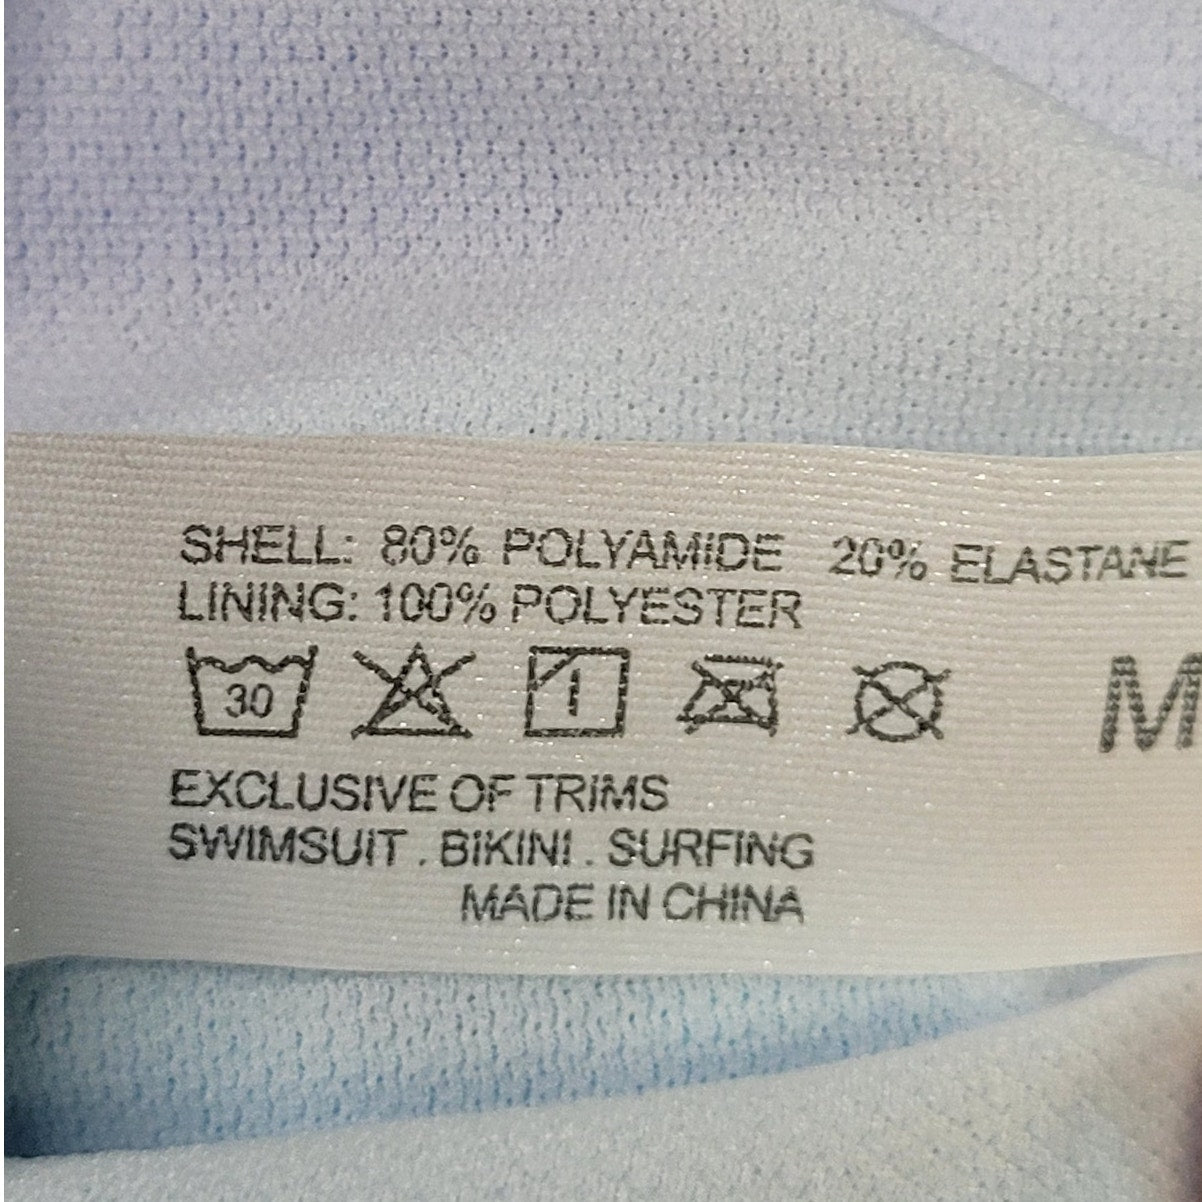 SHELL: 80% POLYAMIDE 20% ELASTANE
LINING: 100% POLYESTER
30
M
EXCLUSIVE OF TRIMS
SWIMSUIT . BIKINI . SURFING
MADE IN CHINA